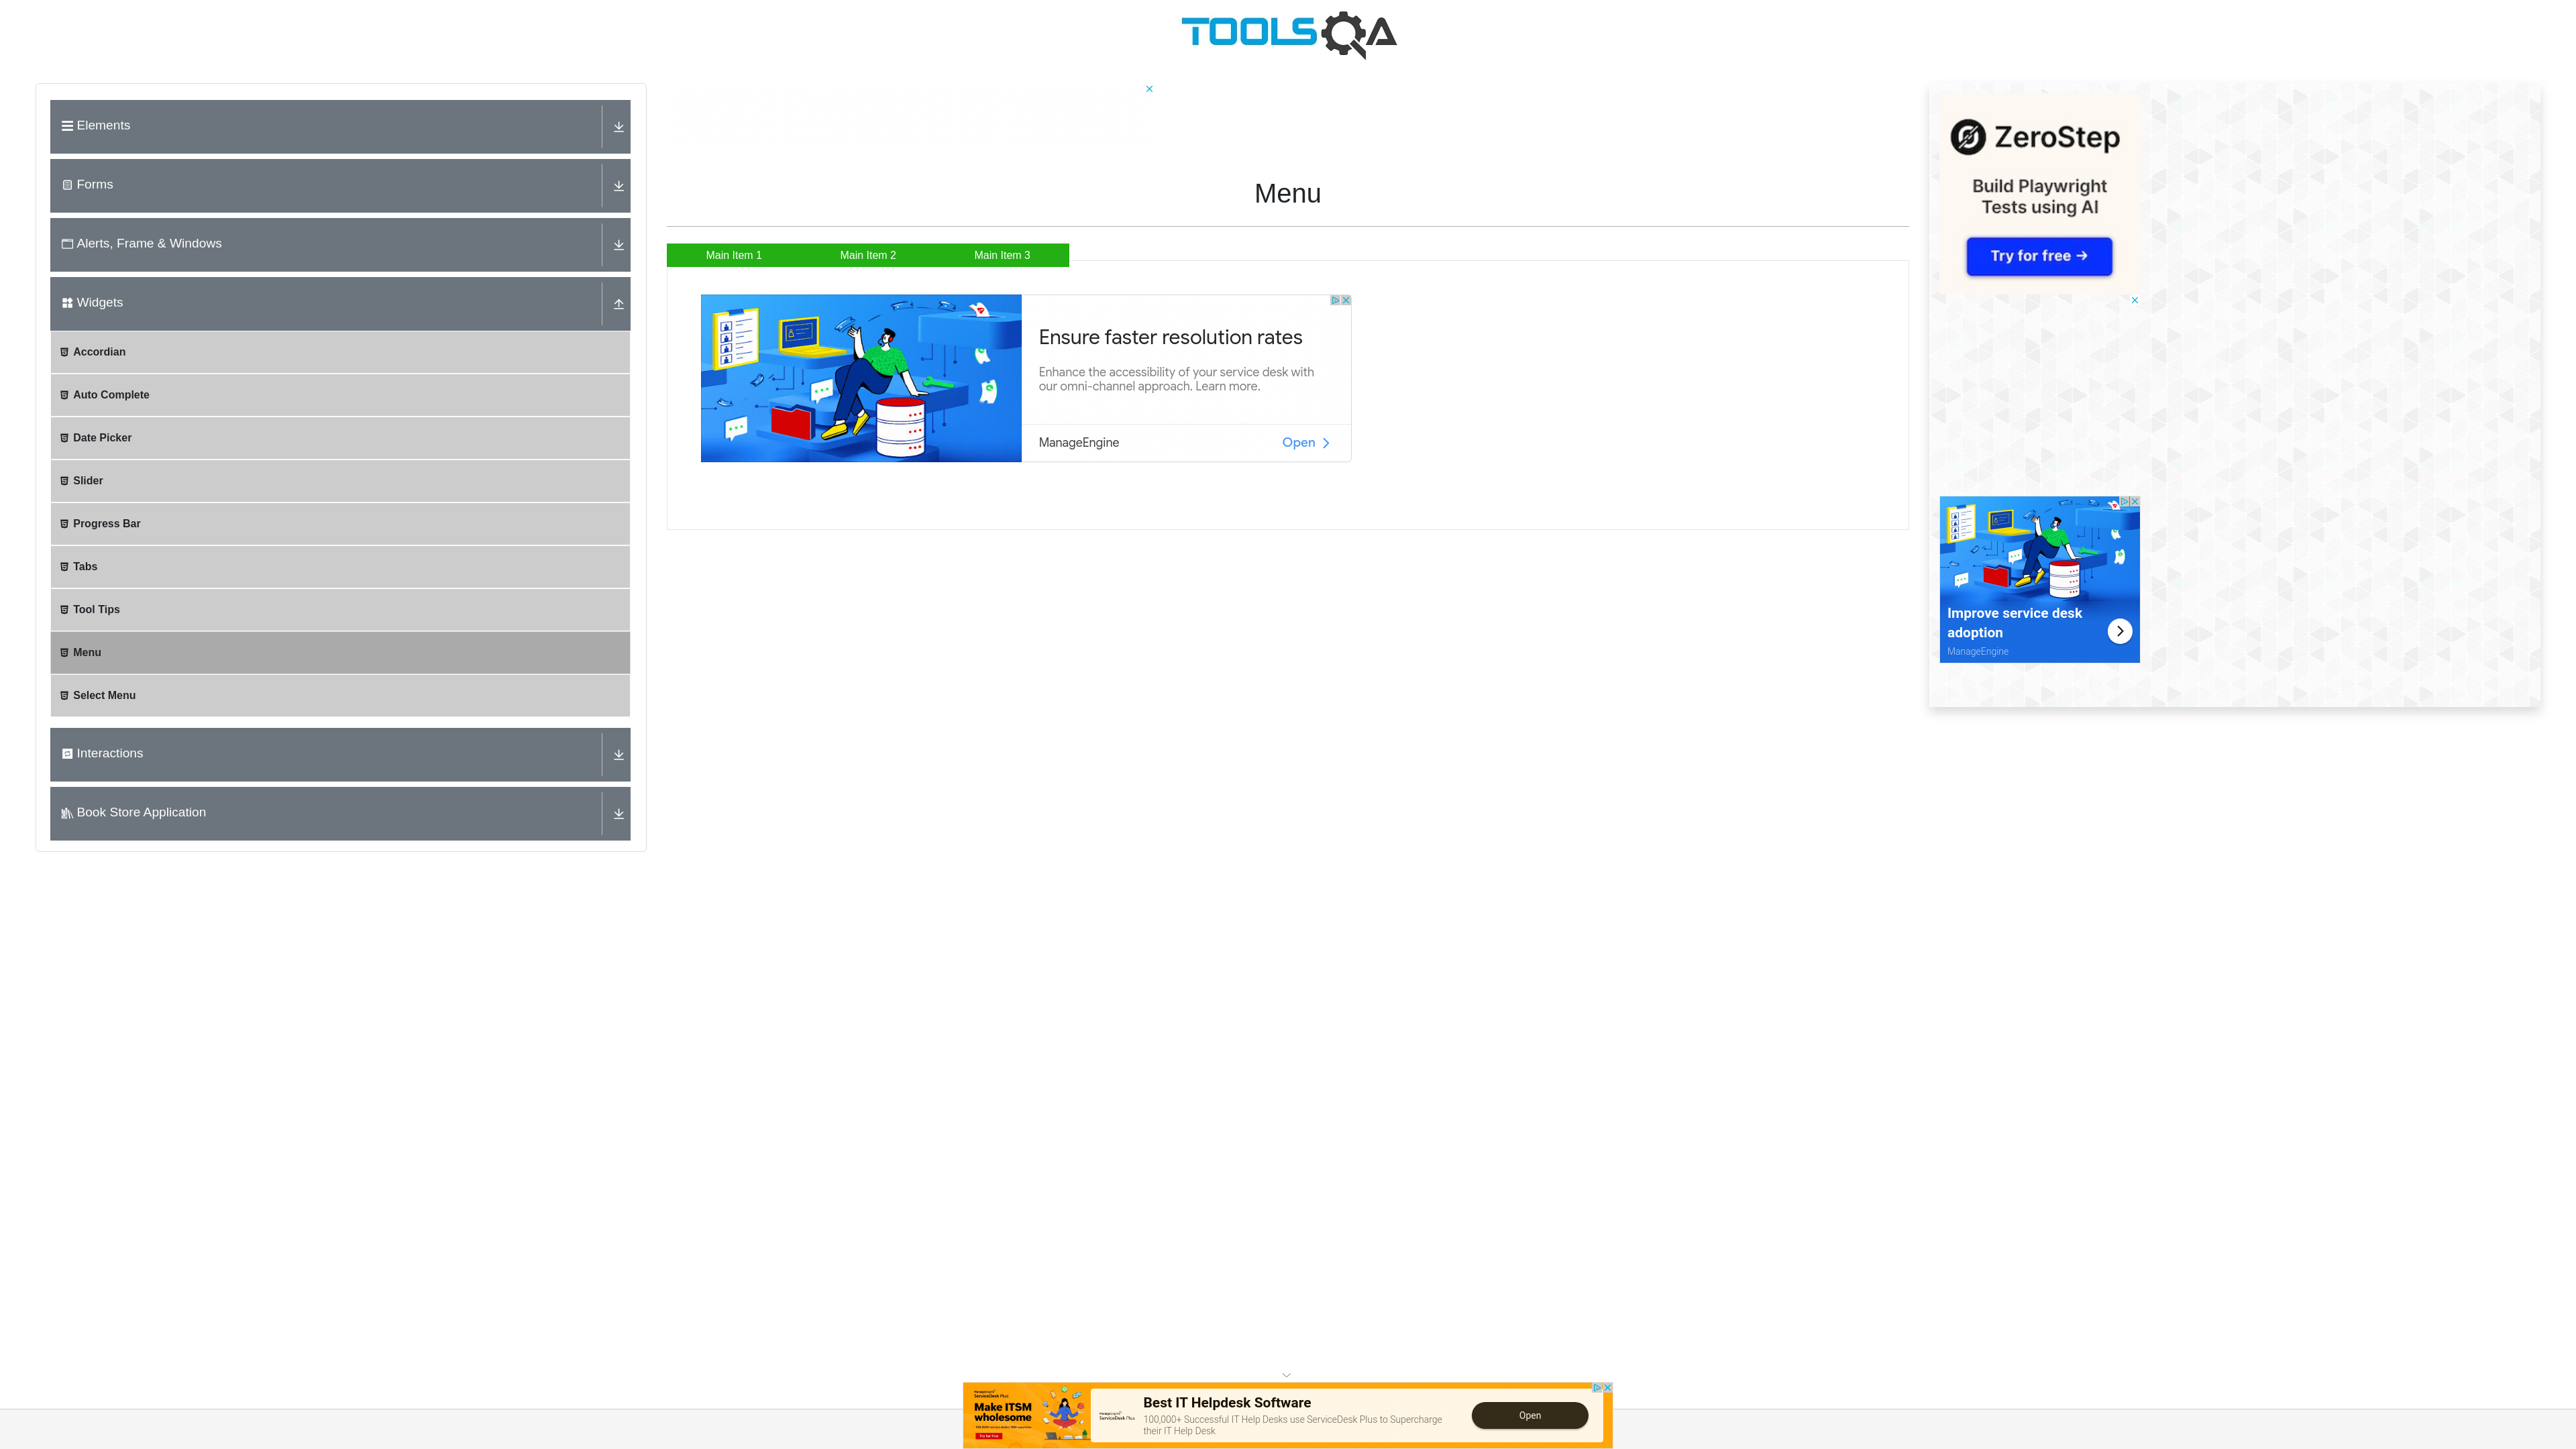 TOOLSQA
Elements
Forms
Alerts, Frame & Windows
Widgets
Accordian
Auto Complete
Date Picker
Slider
Progress Bar
Tabs
Tool Tips
Menu
Select Menu
Interactions
Book Store Application
Menu
Main Item 1
Main Item 2
Main Item 3
Ensure faster resolution rates
Enhance the accessibility of your service desk with
our omni-channel approach. Learn more.
ManageEngine
Open
ZeroStep
Build Playwright
Tests using AI
Try for free →
Improve service desk
adoption
ManageEngine
ServiceDesk Plus
Make ITSM
wholesome
ServiceDesk Plus
Best IT Helpdesk Software
100,000+ Successful IT Help Desks use ServiceDesk Plus to Supercharge
their IT Help Desk
Open